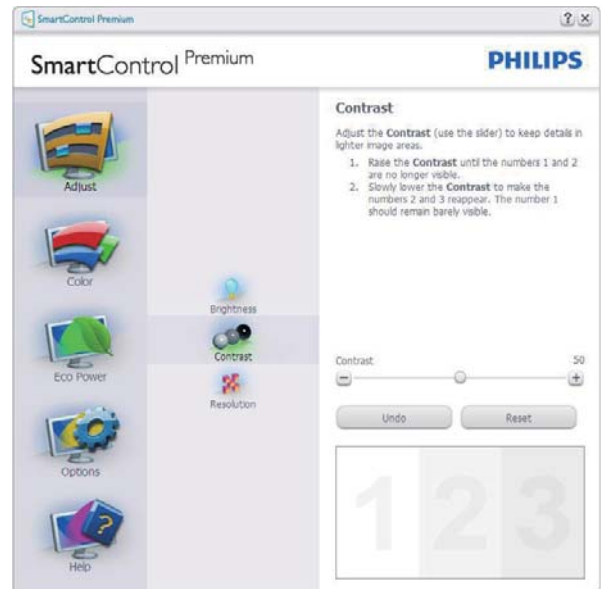 SmartControl Premium
? ×
SmartControl Premium
PHILIPS
Adjust
Color
Eco Power
Options
Help
Brightness
Contrast
Resolution
Contrast
Adjust the Contrast (use the slider) to keep details in
lighter image areas.
1. Raise the Contrast until the numbers 1 and 2
are no longer visible.
2. Slowly lower the Contrast to make the
numbers 2 and 3 reappear. The number 1
should remain barely visible.
Contrast 50
Undo Reset
1 2 3